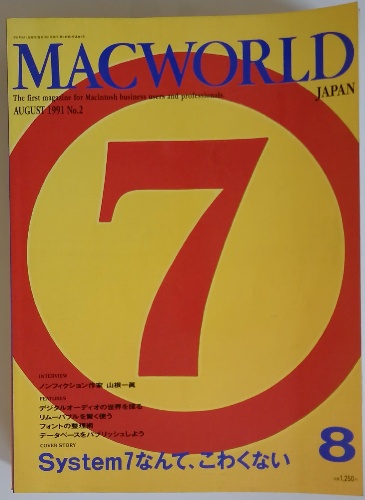 MACWORLD
JAPAN
The first magazine for Macintosh business users and professionals.
AUGUST 1991 No.2
7
INTERVIEW
ノンフィクション作家 山根一眞
FEATURES
デジタルオーディオの世界を探る
リムーバブルを賢く使う
フォントの整理術
データベースをパブリッシュしよう
COVER STORY
System7なんて、こわくない
8
1,250